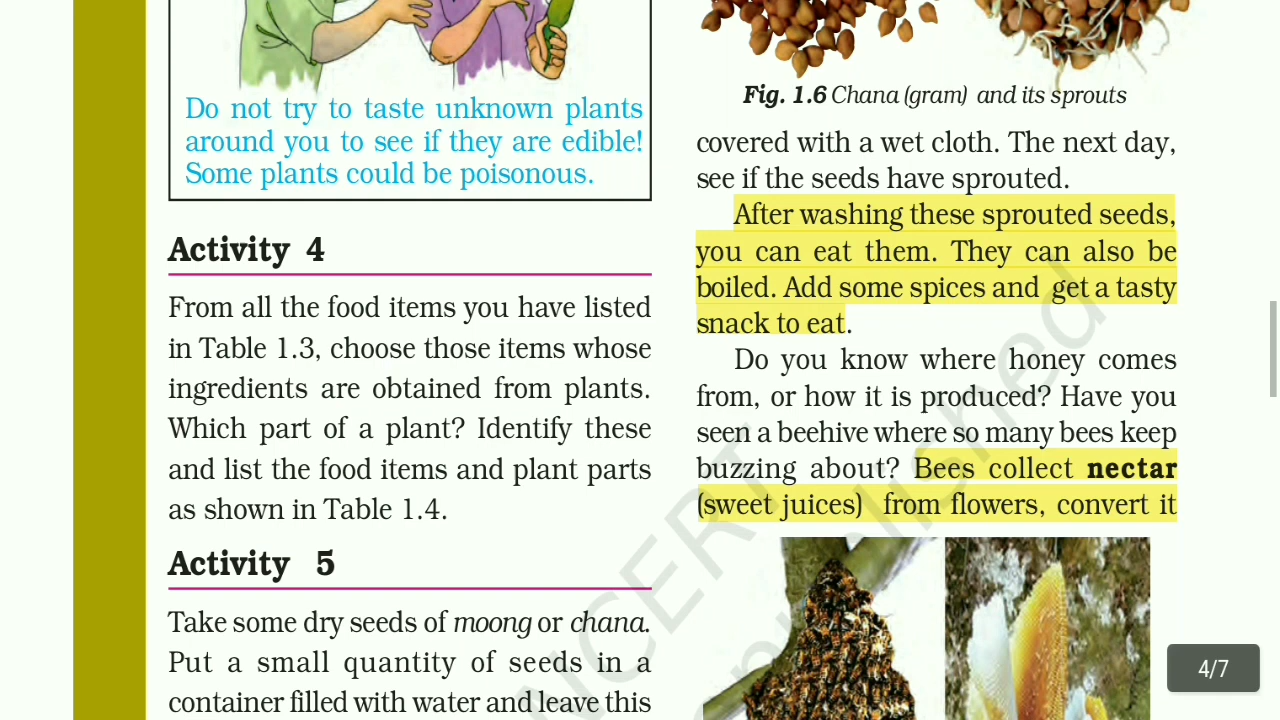 Do not try to taste unknown plants
around you to see if they are edible!
Some plants could be poisonous.
Activity 4
From all the food items you have listed
in Table 1.3, choose those items whose
ingredients are obtained from plants.
Which part of a plant? Identify these
and list the food items and plant parts
as shown in Table 1.4.
Activity 5
Take some dry seeds of moong or chana.
Put a small quantity of seeds in a
container filled with water and leave this
Fig. 1.6 Chana (gram) and its sprouts
covered with a wet cloth. The next day,
see if the seeds have sprouted.
After washing these sprouted seeds,
you can eat them. They can also be
boiled. Add some spices and get a tasty
snack to eat.
Do you know where honey comes
from, or how it is produced? Have you
seen a beehive where so many bees keep
buzzing about? Bees collect nectar
(sweet juices) from flowers, convert it
NCERT
4/7